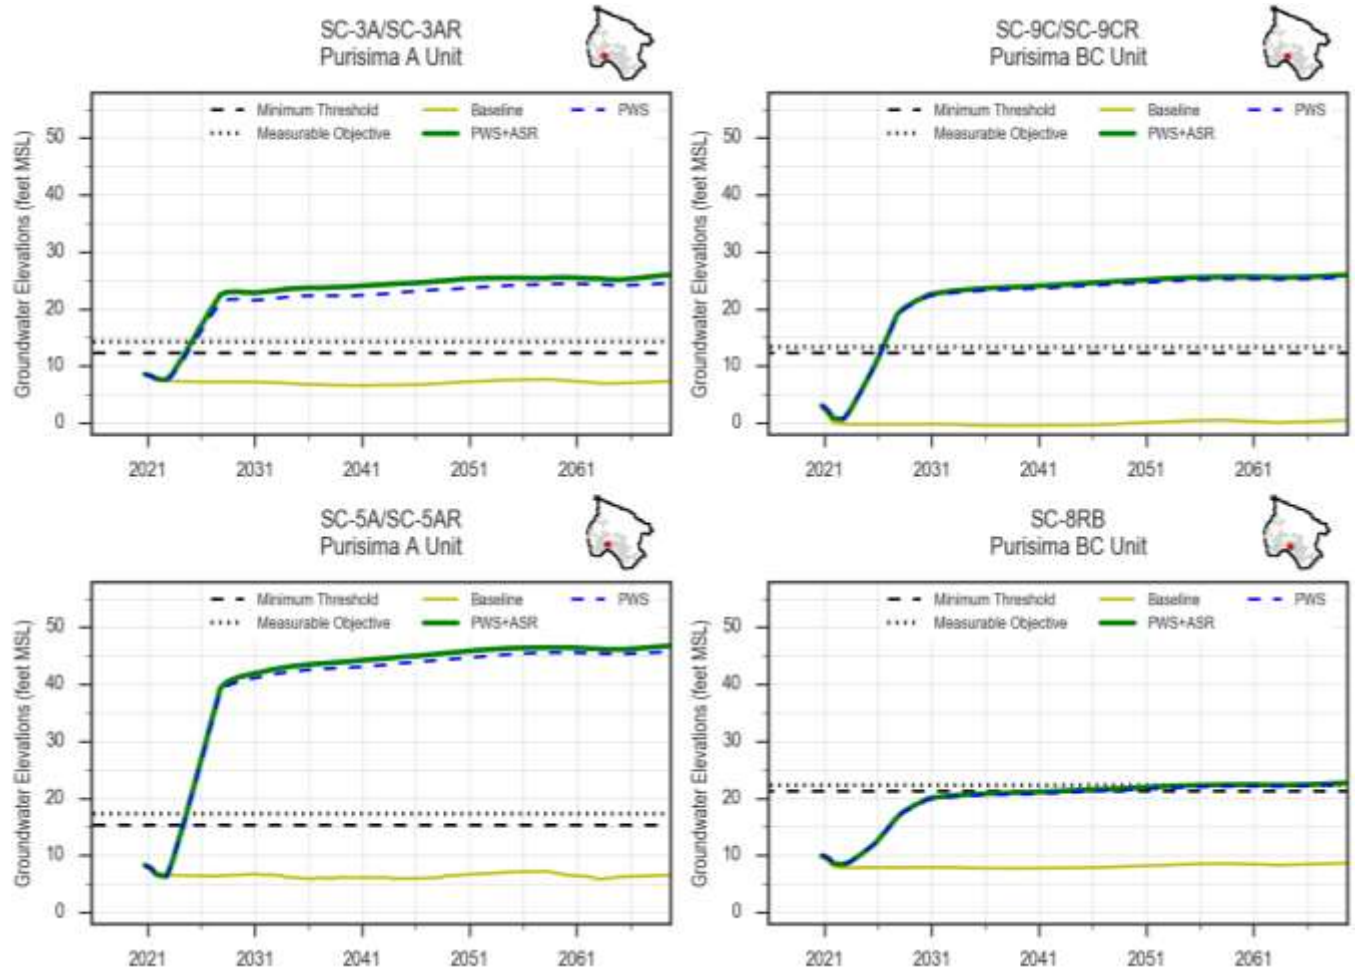 SC-3A/SC-3AR
Purisima A Unit
Minimum Threshold
Baseline
PWS
Measurable Objective
PWS+ASR
Groundwater Elevations (feet MSL)
50
40
30
20
10
0
2021
2031
2041
2051
2061
SC-9C/SC-9CR
Purisima BC Unit
Minimum Threshold
Baseline
PWS
Measurable Objective
PWS+ASR
Groundwater Elevations (feet MSL)
50
40
30
20
10
0
2021
2031
2041
2051
2061
SC-5A/SC-5AR
Purisima A Unit
Minimum Threshold
Baseline
PWS
Measurable Objective
PWS+ASR
Groundwater Elevations (feet MSL)
50
40
30
20
10
0
2021
2031
2041
2051
2061
SC-8RB
Purisima BC Unit
Minimum Threshold
Baseline
PWS
Measurable Objective
PWS+ASR
Groundwater Elevations (feet MSL)
50
40
30
20
10
0
2021
2031
2041
2051
2061